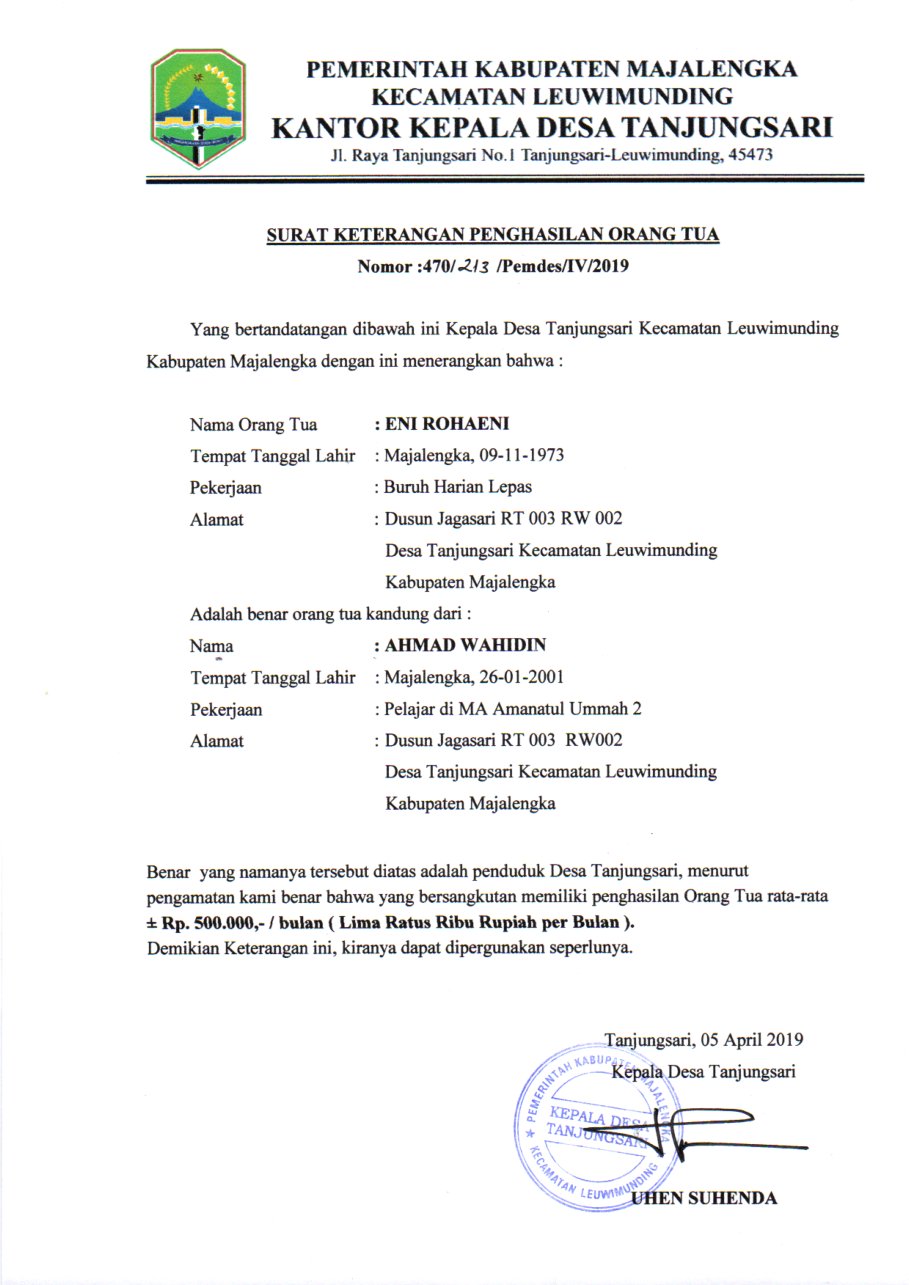 PEMERINTAH KABUPATEN MAJALENGKA
KECAMATAN LEUWIMUNDING
KANTOR KEPALA DESA TANJUNGSARI
Jl. Raya Tanjungsari No.1 Tanjungsari-Leuwimunding, 45473
SURAT KETERANGAN PENGHASILAN ORANG TUA
Nomor :470/213 /Pemdes/IV/2019
Yang bertandatangan dibawah ini Kepala Desa Tanjungsari Kecamatan Leuwimunding
Kabupaten Majalengka dengan ini menerangkan bahwa :
Nama Orang Tua : ENI ROHAENI
Tempat Tanggal Lahir : Majalengka, 09-11-1973
Pekerjaan : Buruh Harian Lepas
Alamat : Dusun Jagasari RT 003 RW 002
Desa Tanjungsari Kecamatan Leuwimunding
Kabupaten Majalengka
Adalah benar orang tua kandung dari :
Nama : AHMAD WAHIDIN
Tempat Tanggal Lahir : Majalengka, 26-01-2001
Pekerjaan : Pelajar di MA Amanatul Ummah 2
Alamat : Dusun Jagasari RT 003 RW002
Desa Tanjungsari Kecamatan Leuwimunding
Kabupaten Majalengka
Benar yang namanya tersebut diatas adalah penduduk Desa Tanjungsari, menurut
pengamatan kami benar bahwa yang bersangkutan memiliki penghasilan Orang Tua rata-rata
± Rp. 500.000,- / bulan ( Lima Ratus Ribu Rupiah per Bulan ).
Demikian Keterangan ini, kiranya dapat dipergunakan seperlunya.
Tanjungsari, 05 April 2019
Kepala Desa Tanjungsari
PEMERINTAH KABUPATEN MAJALENGKA
KEPALA DESA
TANJUNGSARI
KECAMATAN LEUWIMUNDING
UHEN SUHENDA